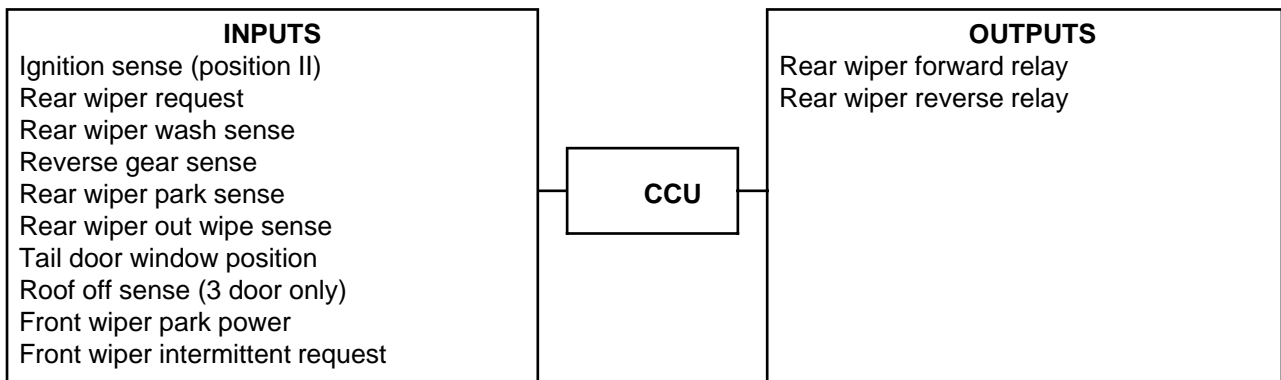 INPUTS
Ignition sense (position II)
Rear wiper request
Rear wiper wash sense
Reverse gear sense
Rear wiper park sense
Rear wiper out wipe sense
Tail door window position
Roof off sense (3 door only)
Front wiper park power
Front wiper intermittent request
CCU
OUTPUTS
Rear wiper forward relay
Rear wiper reverse relay